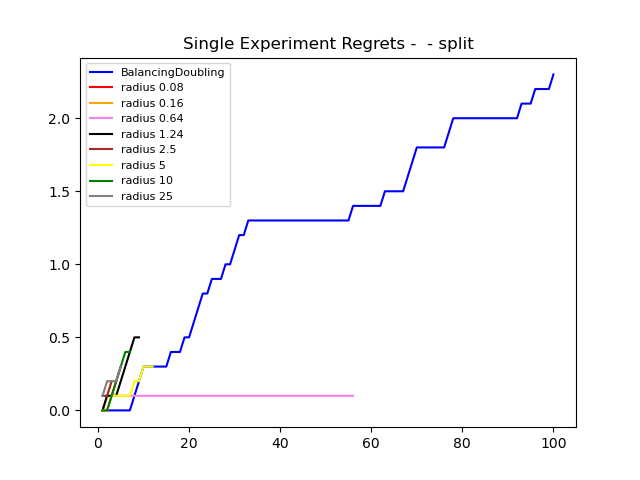 Single Experiment Regrets -  - split
BalancingDoubling
radius 0.08
radius 0.16
radius 0.64
radius 1.24
radius 2.5
radius 5
radius 10
radius 25
2.0
1.5
1.0
0.5
0.0
0 20 40 60 80 100